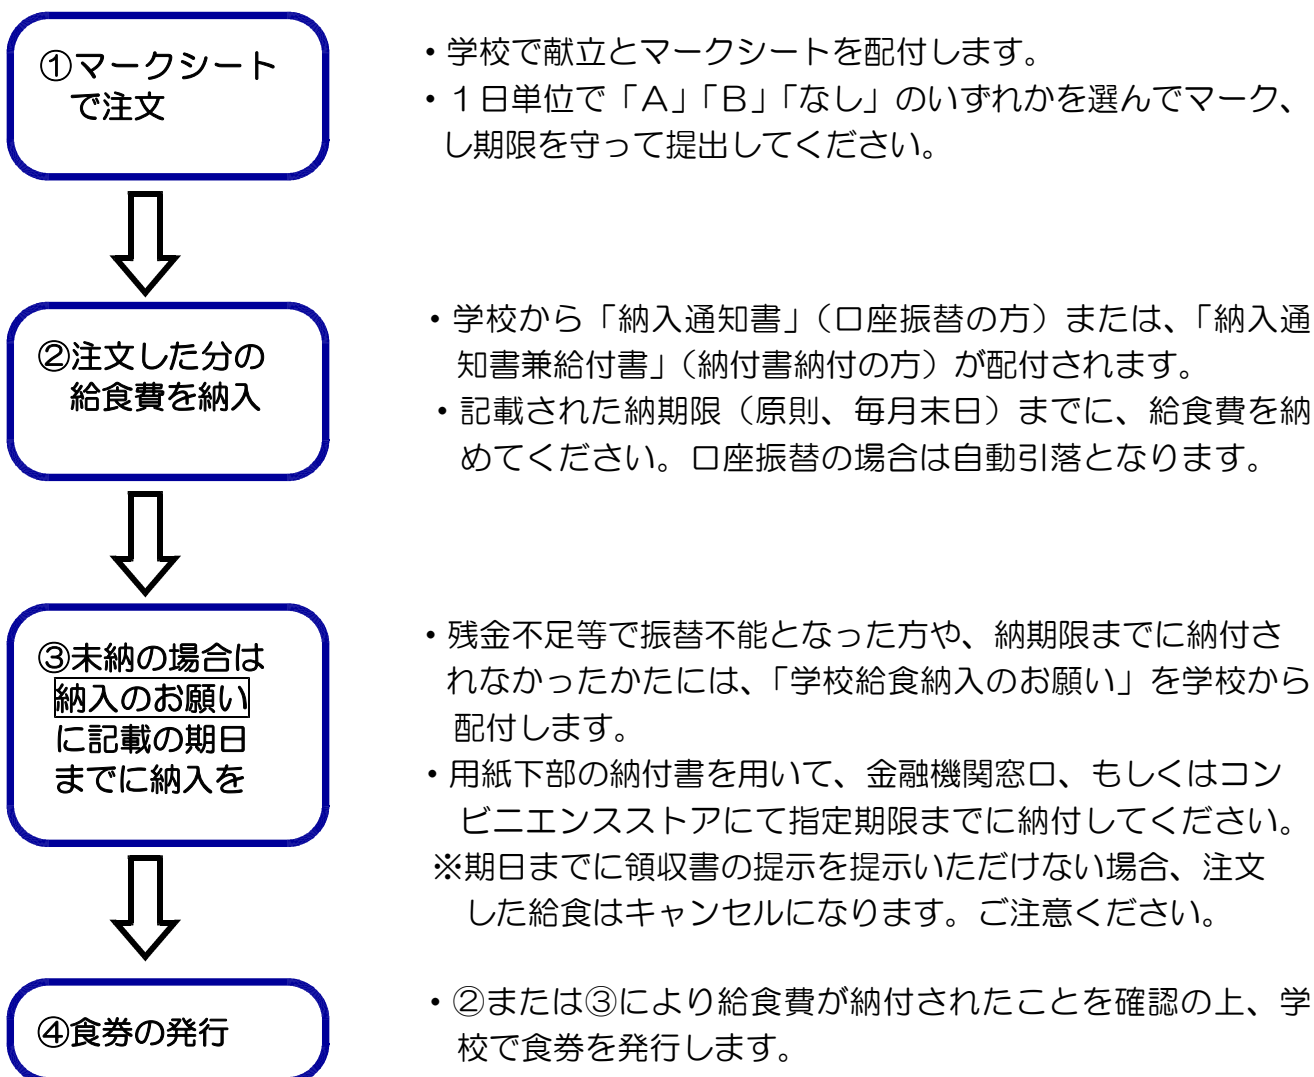 ①マークシート
で注文
・学校で献立とマークシートを配付します。
・１日単位で「Ａ」「Ｂ」「なし」のいずれかを選んでマーク、
し期限を守って提出してください。
②注文した分の
給食費を納入
・学校から「納入通知書」（口座振替の方）または、「納入通
知書兼給付書」（納付書納付の方）が配付されます。
・記載された納期限（原則、毎月末日）までに、給食費を納
めてください。口座振替の場合は自動引落となります。
③未納の場合は
納入のお願い
に記載の期日
までに納入を
・残金不足等で振替不能となった方や、納期限までに納付さ
れなかったかたには、「学校給食納入のお願い」を学校から
配付します。
・用紙下部の納付書を用いて、金融機関窓口、もしくはコン
ビニエンスストアにて指定期限までに納付してください。
※期日までに領収書の提示を提示いただけない場合、注文
した給食はキャンセルになります。ご注意ください。
④食券の発行
・②または③により給食費が納付されたことを確認の上、学
校で食券を発行します。